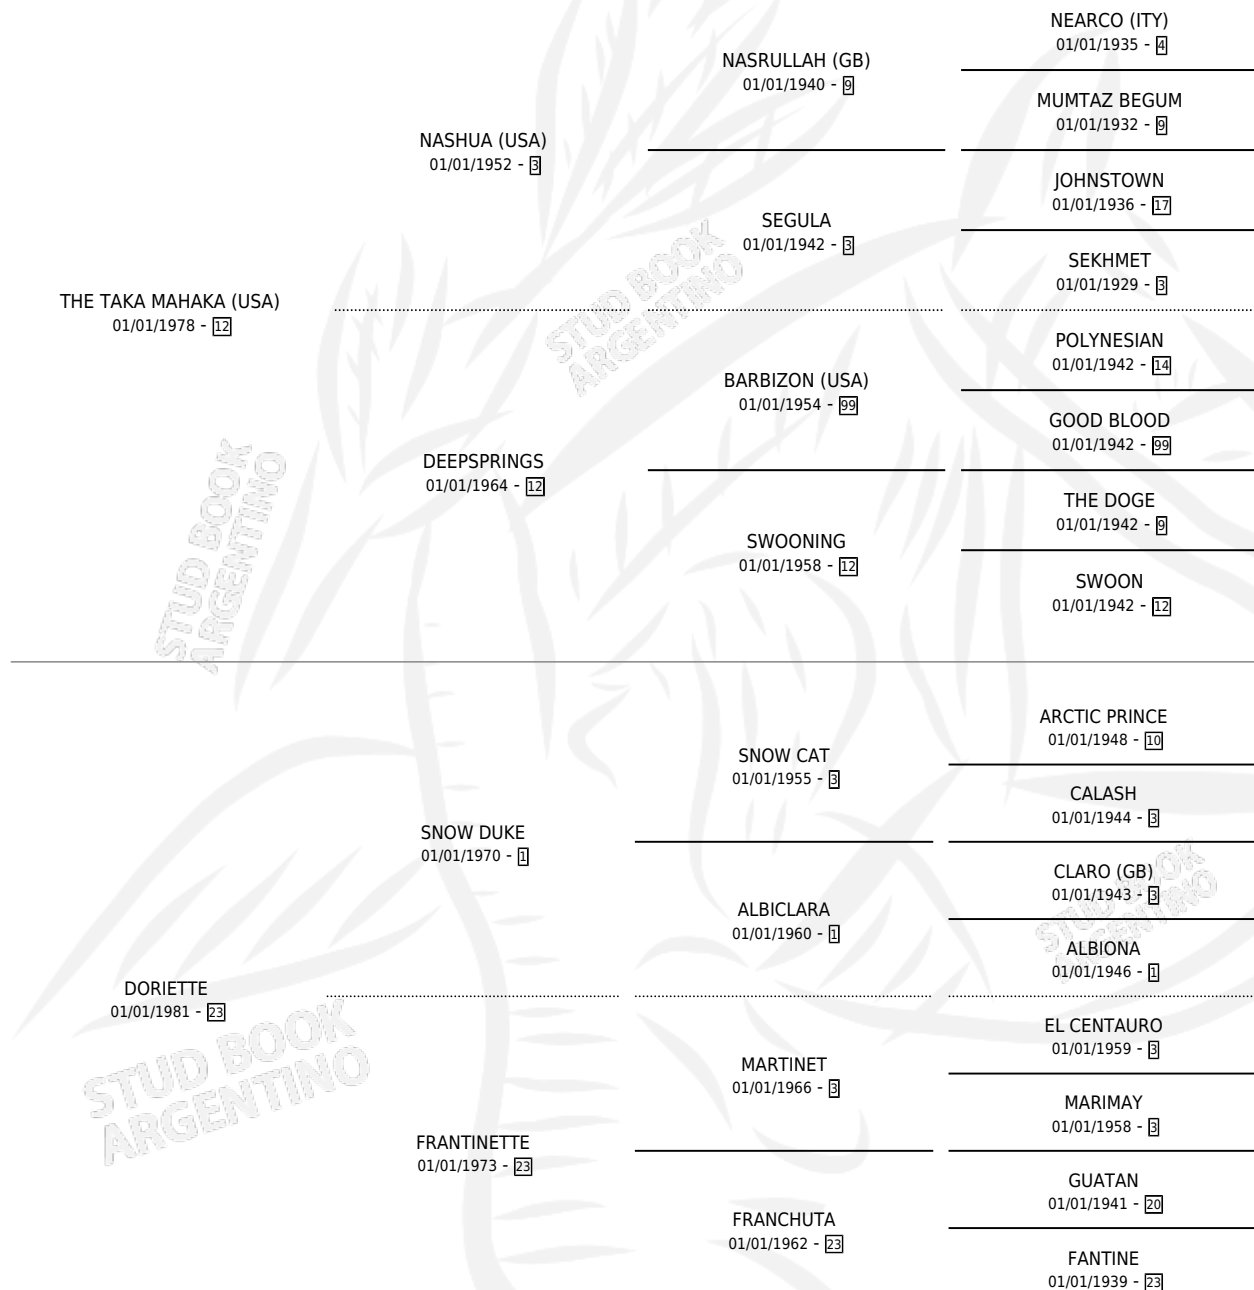 NEARCO (ITY)
01/01/1935 - 4
NASRULLAH (GB)
01/01/1940 - 9
MUMTAZ BEGUM
01/01/1932 - 9
NASHUA (USA)
01/01/1952 - 3
JOHNSTOWN
01/01/1936 - 17
SEGULA
01/01/1942 - 3
SEKHMET
01/01/1929 - 3
THE TAKA MAHAKA (USA)
01/01/1978 - 12
POLYNESIAN
01/01/1942 - 14
BARBIZON (USA)
01/01/1954 - 99
GOOD BLOOD
01/01/1942 - 99
DEEPSPRINGS
01/01/1964 - 12
THE DOGE
01/01/1942 - 9
SWOONING
01/01/1958 - 12
SWOON
01/01/1942 - 12
ARCTIC PRINCE
01/01/1948 - 10
SNOW CAT
01/01/1955 - 3
CALASH
01/01/1944 - 3
SNOW DUKE
01/01/1970 - 1
CLARO (GB)
01/01/1943 - 3
ALBICLARA
01/01/1960 - 1
ALBIONA
01/01/1946 - 1
DORIETTE
01/01/1981 - 23
EL CENTAURO
01/01/1959 - 3
MARTINET
01/01/1966 - 3
MARIMAY
01/01/1958 - 3
FRANTINETTE
01/01/1973 - 23
GUATAN
01/01/1941 - 20
FRANCHUTA
01/01/1962 - 23
FANTINE
01/01/1939 - 23
STUD BOOK
ARGENTINO
STUD BOOK
ARGENTINO
STUD BOOK
ARGENTINO
STUD BOOK
ARGENTINO